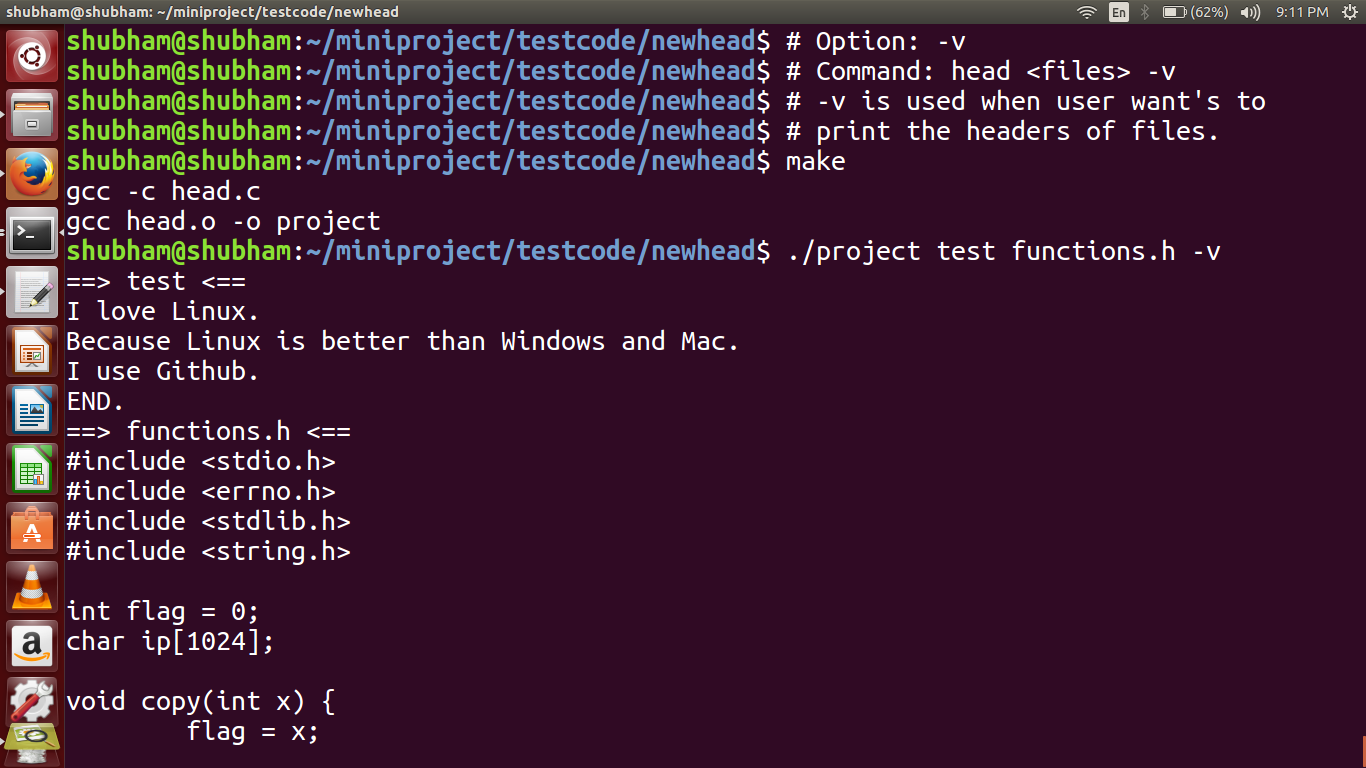 shubham@shubham: ~/miniproject/testcode/newhead
En
(62%)
9:11 PM
shubham@shubham:~/miniproject/testcode/newhead$ # Option: -v
shubham@shubham:~/miniproject/testcode/newhead$ # Command: head <files> -v
shubham@shubham:~/miniproject/testcode/newhead$ # -v is used when user want's to
shubham@shubham:~/miniproject/testcode/newhead$ # print the headers of files.
shubham@shubham:~/miniproject/testcode/newhead$ make
gcc -c head.c
gcc head.o -o project
shubham@shubham:~/miniproject/testcode/newhead$ ./project test functions.h -v
==> test <==
I love Linux.
Because Linux is better than Windows and Mac.
I use Github.
END.
==> functions.h <==
#include <stdio.h>
#include <errno.h>
#include <stdlib.h>
#include <string.h>
int flag = 0;
char ip[1024];
void copy(int x) {
        flag = x;